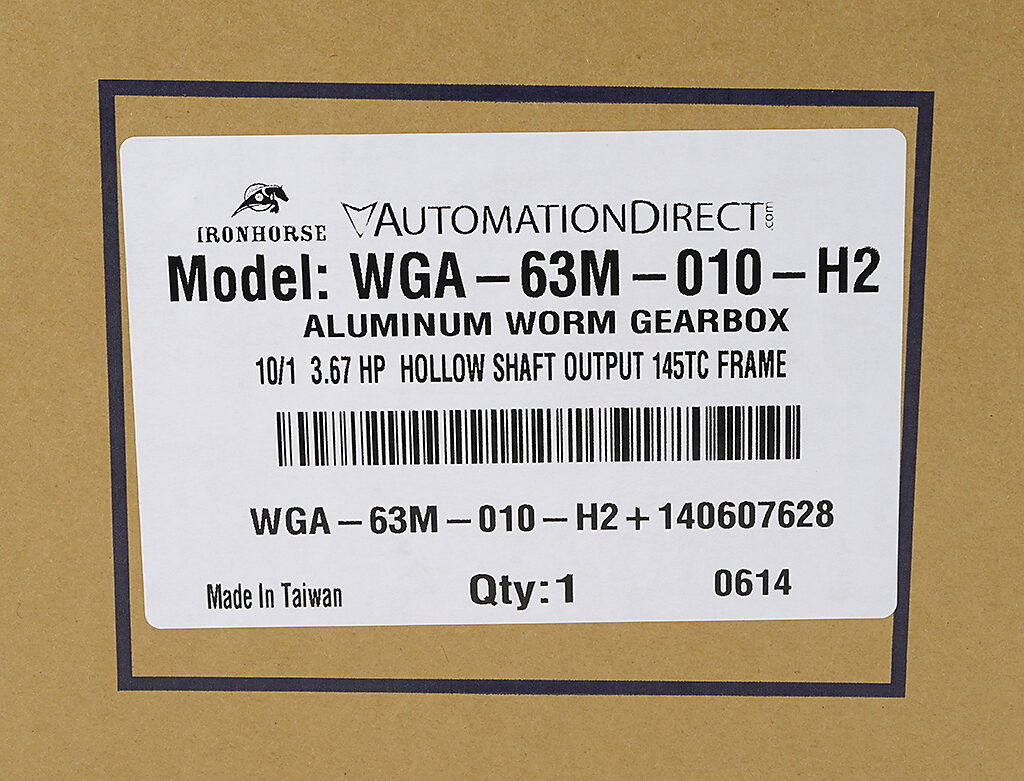 IRONHORSE AUTOMATIONDIRECT.com
Model: WGA-63M-010-H2
ALUMINUM WORM GEARBOX
10/1 3.67 HP HOLLOW SHAFT OUTPUT 145TC FRAME
WGA-63M-010-H2+140607628
Made In Taiwan Qty:1 0614